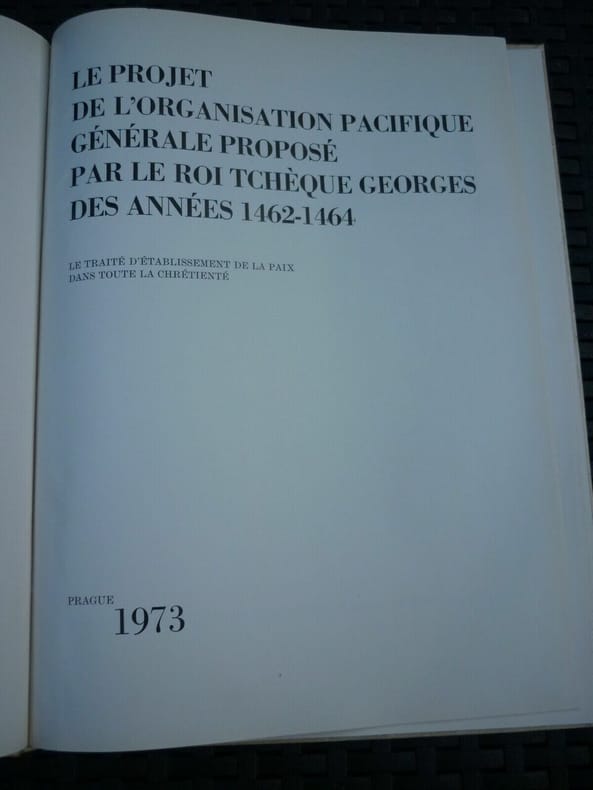 LE PROJET
DE L'ORGANISATION PACIFIQUE
GÉNÉRALE PROPOSÉ
PAR LE ROI TCHÈQUE GEORGES
DES ANNÉES 1462-1464
LE TRAITÉ D'ÉTABLISSEMENT DE LA PAIX
DANS TOUTE LA CHRÉTIENTÉ
PRAGUE
1973